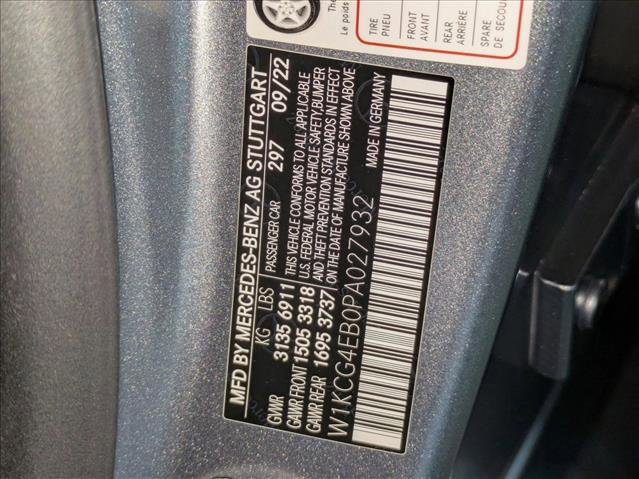 MFD BY MERCEDES-BENZ AG STUTTGART
KG LBS PASSENGER CAR 297 09/22
GWR 3135 6911
GAWR FRONT 1505 3318
GAWR REAR 1695 3737
THIS VEHICLE CONFORMS TO ALL APPLICABLE
U.S. FEDERAL MOTOR VEHICLE SAFETY,BUMPER
AND THEFT PREVENTION STANDARDS IN EFFECT
ON THE DATE OF MANUFACTURE SHOWN ABOVE
W1KCG4EB0PA027932
MADE IN GERMANY
Le poids
TIRE
PNEU
FRONT
AVANT
REAR
ARRIÈRE
SPARE
DE SECOURS